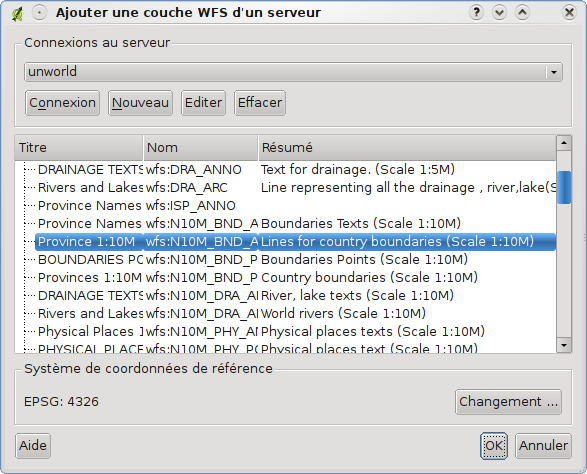 Ajouter une couche WFS d'un serveur
Connexions au serveur
unworld
Connexion Nouveau Editer Effacer
Titre Nom Résumé
DRAINAGE TEXTS wfs:DRA_ANNO Text for drainage. (Scale 1:5M)
Rivers and Lakes wfs:DRA_ARC Line representing all the drainage , river,lake(S
Province Names wfs:ISP_ANNO
Province Names wfs:N10M_BND_A Boundaries Texts (Scale 1:10M)
Province 1:10M wfs:N10M_BND_A Lines for country boundaries (Scale 1:10M)
BOUNDARIES PO wfs:N10M_BND_P Boundaries Points (Scale 1:10M)
Provinces 1:10M wfs:N10M_BND_P Country boundaries (Scale 1:10M)
DRAINAGE TEXTS wfs:N10M_DRA_AN River, lake texts (Scale 1:10M)
Rivers and Lakes wfs:N10M_DRA_AR World rivers (Scale 1:10M)
Physical Places 1 wfs:N10M_PHY_AN Physical places texts (Scale 1:10M)
PHYSICAL PLACE wfs:N10M_PHY_PO Physical places text (Scale 1:10M)
Système de coordonnées de référence
EPSG: 4326 Changement ...
Aide OK Annuler